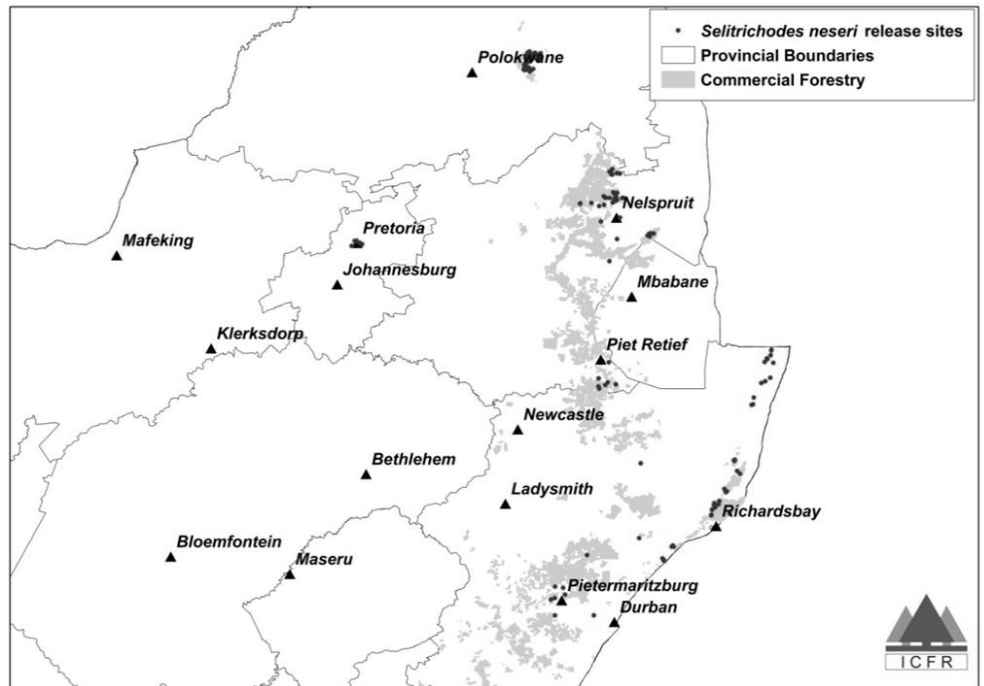 Selitrichodes neseri release sites
Provincial Boundaries
Commercial Forestry
Polokwane
Nelspruit
Pretoria
Mafeking
Johannesburg
Mbabane
Klerksdorp
Piet Retief
Newcastle
Bethlehem
Ladysmith
Richardsbay
Bloemfontein
Maseru
Pietermaritzburg
Durban
ICFR